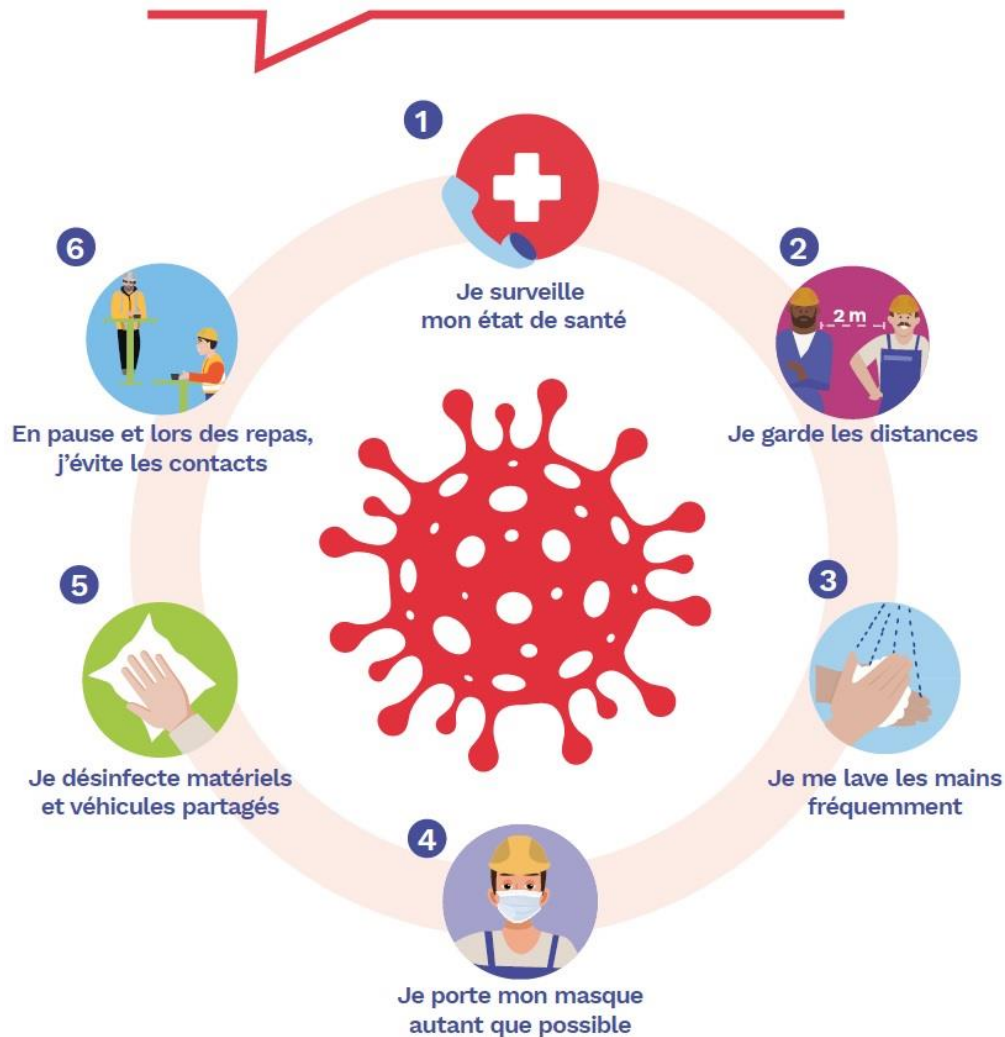 1
Je surveille
mon état de santé
2
2 m
Je garde les distances
3
Je me lave les mains
fréquemment
4
Je porte mon masque
autant que possible
5
Je désinfecte matériels
et véhicules partagés
6
En pause et lors des repas,
j’évite les contacts